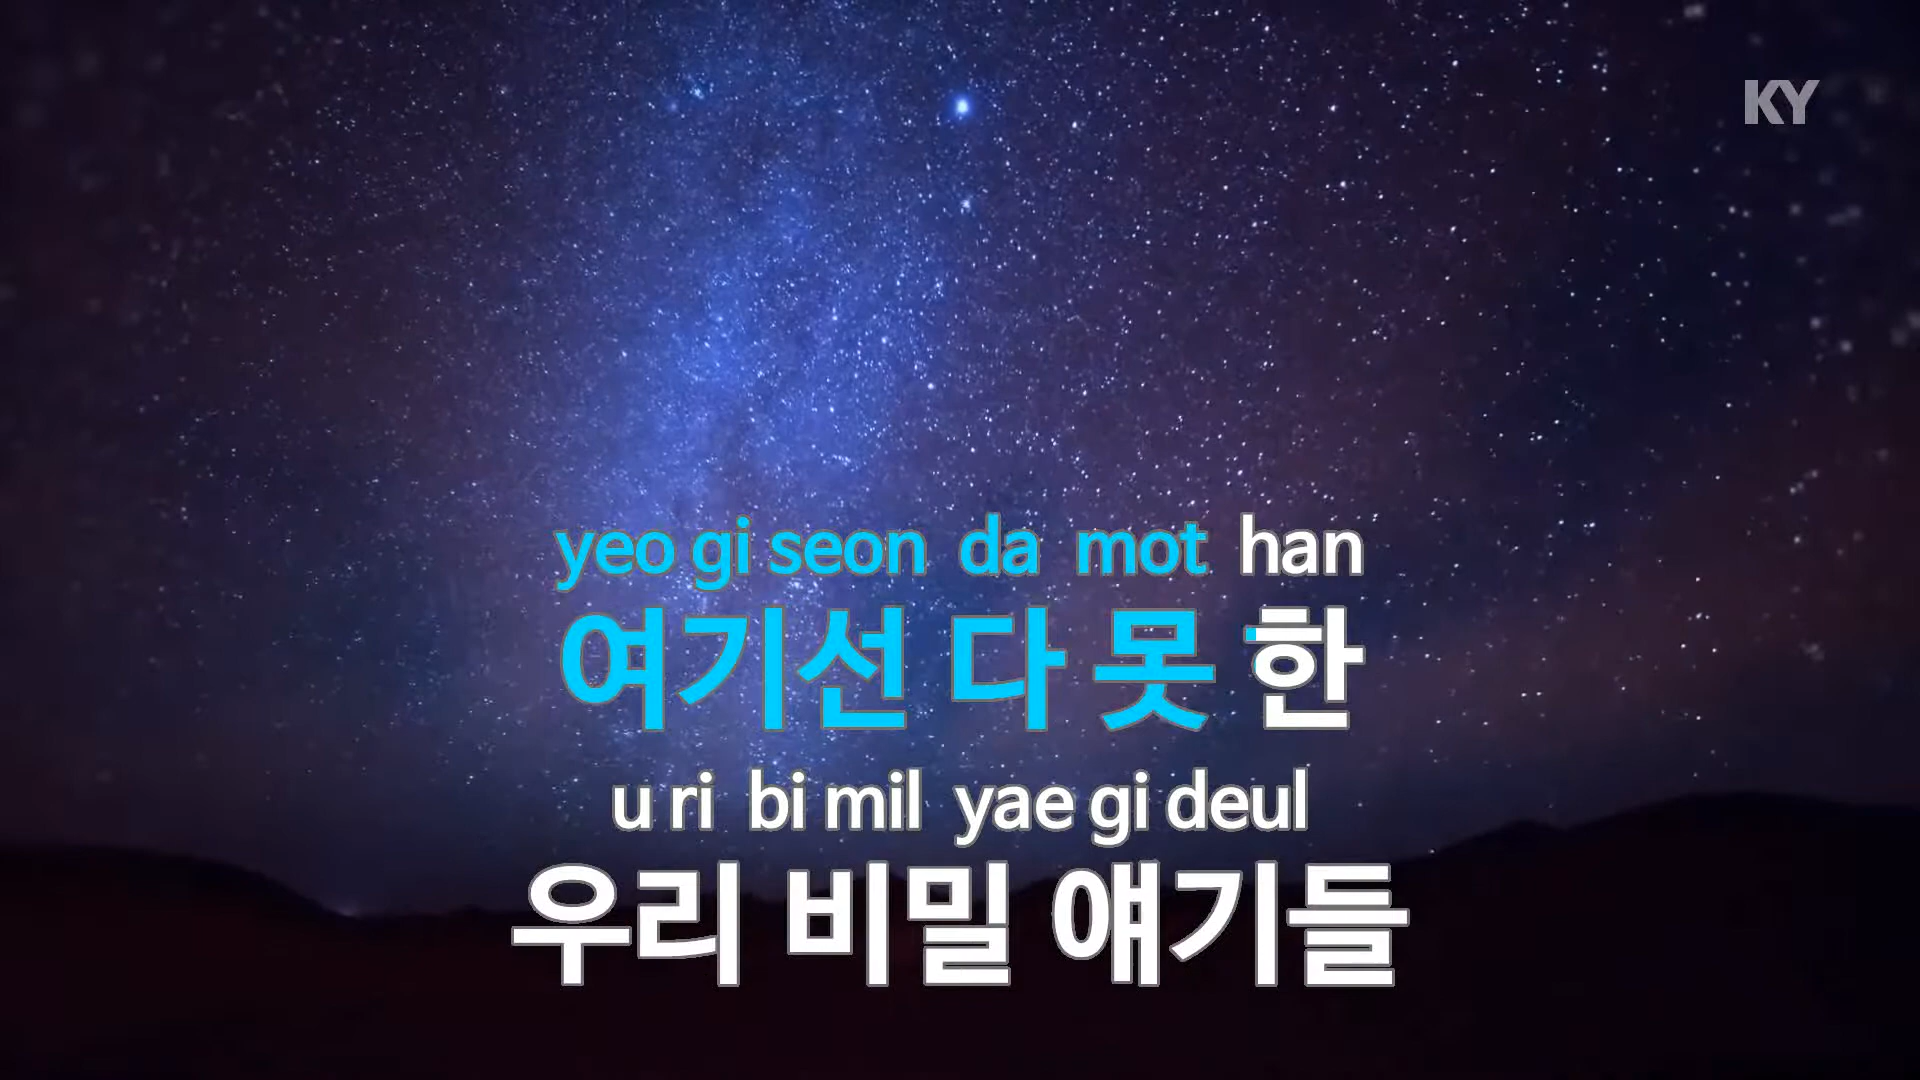 KY
yeo gi seon da mot han
여기선 다 못 한
u ri bi mil yae gi deul
우리 비밀 얘기들